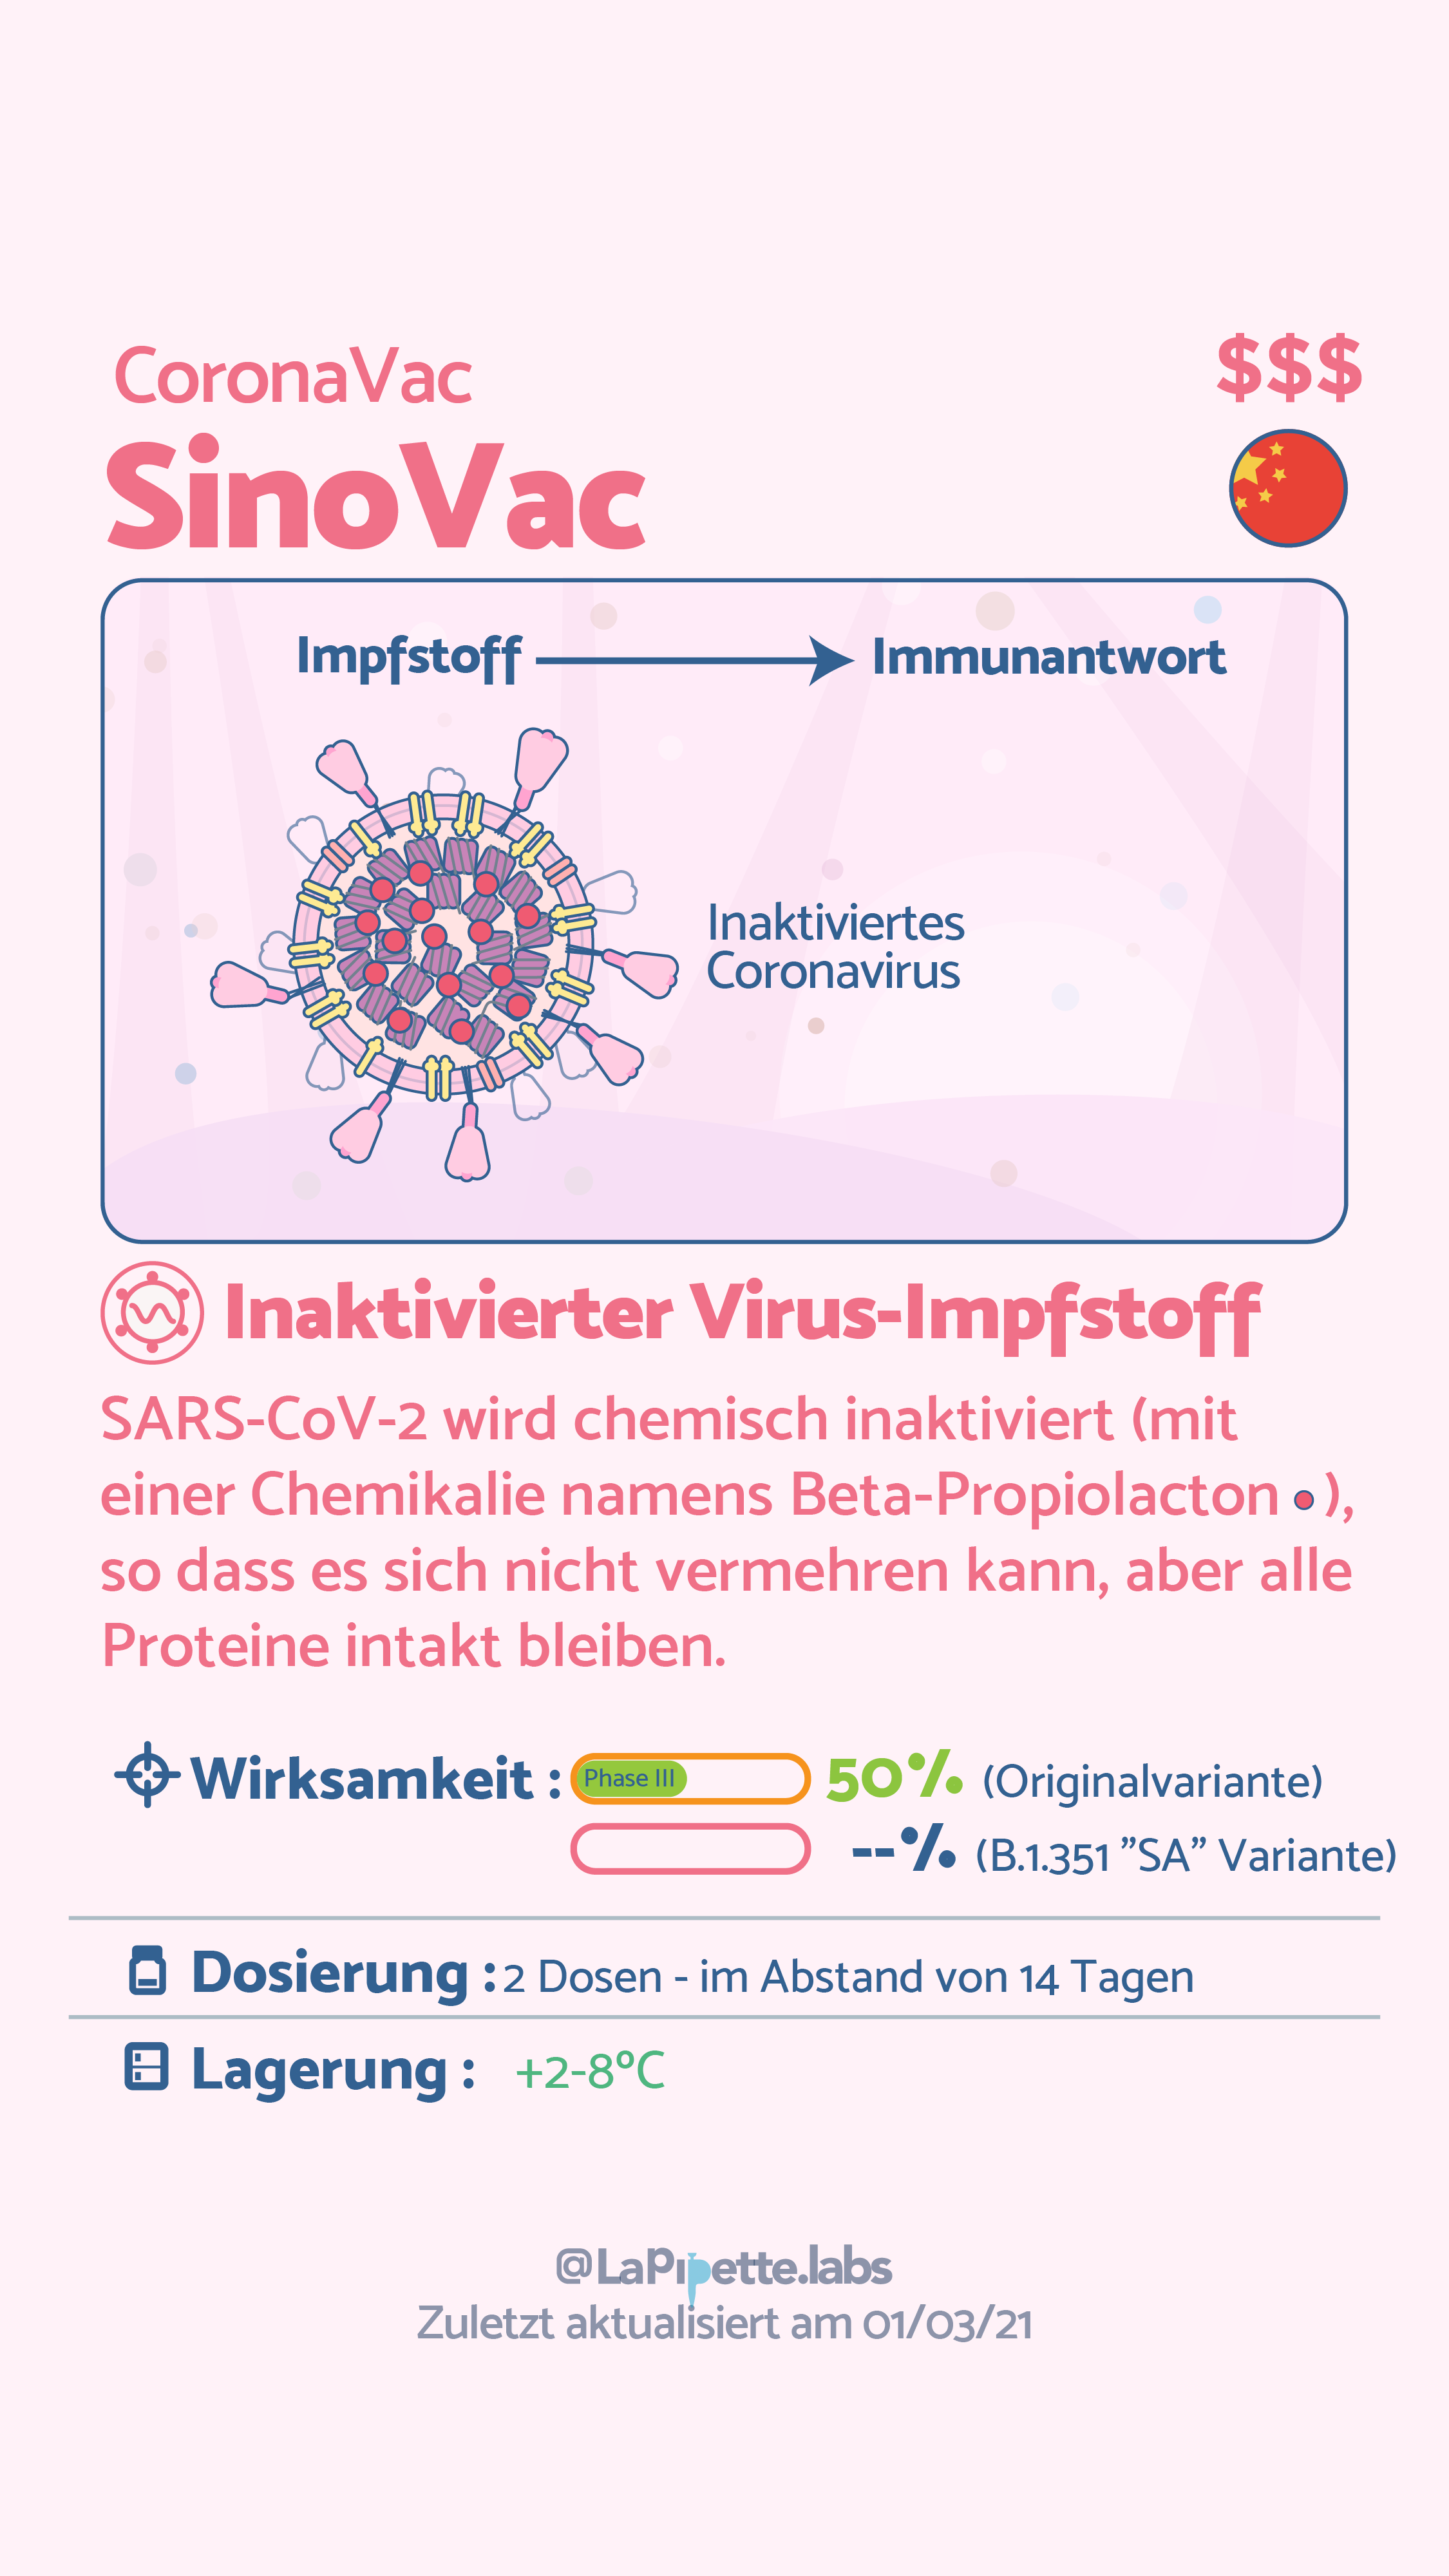 CoronaVac
$$$
SinoVac
Impfstoff
Immunantwort
Inaktiviertes
Coronavirus
Inaktivierter Virus-Impfstoff
SARS-CoV-2 wird chemisch inaktiviert (mit
einer Chemikalie namens Beta-Propiolacton ),
so dass es sich nicht vermehren kann, aber alle
Proteine intakt bleiben.
Wirksamkeit : Phase III 50% (Originalvariante)
--% (B.1.351 ”SA” Variante)
Dosierung : 2 Dosen - im Abstand von 14 Tagen
Lagerung : +2-8ºC
@LaPipette.labs
Zuletzt aktualisiert am 01/03/21